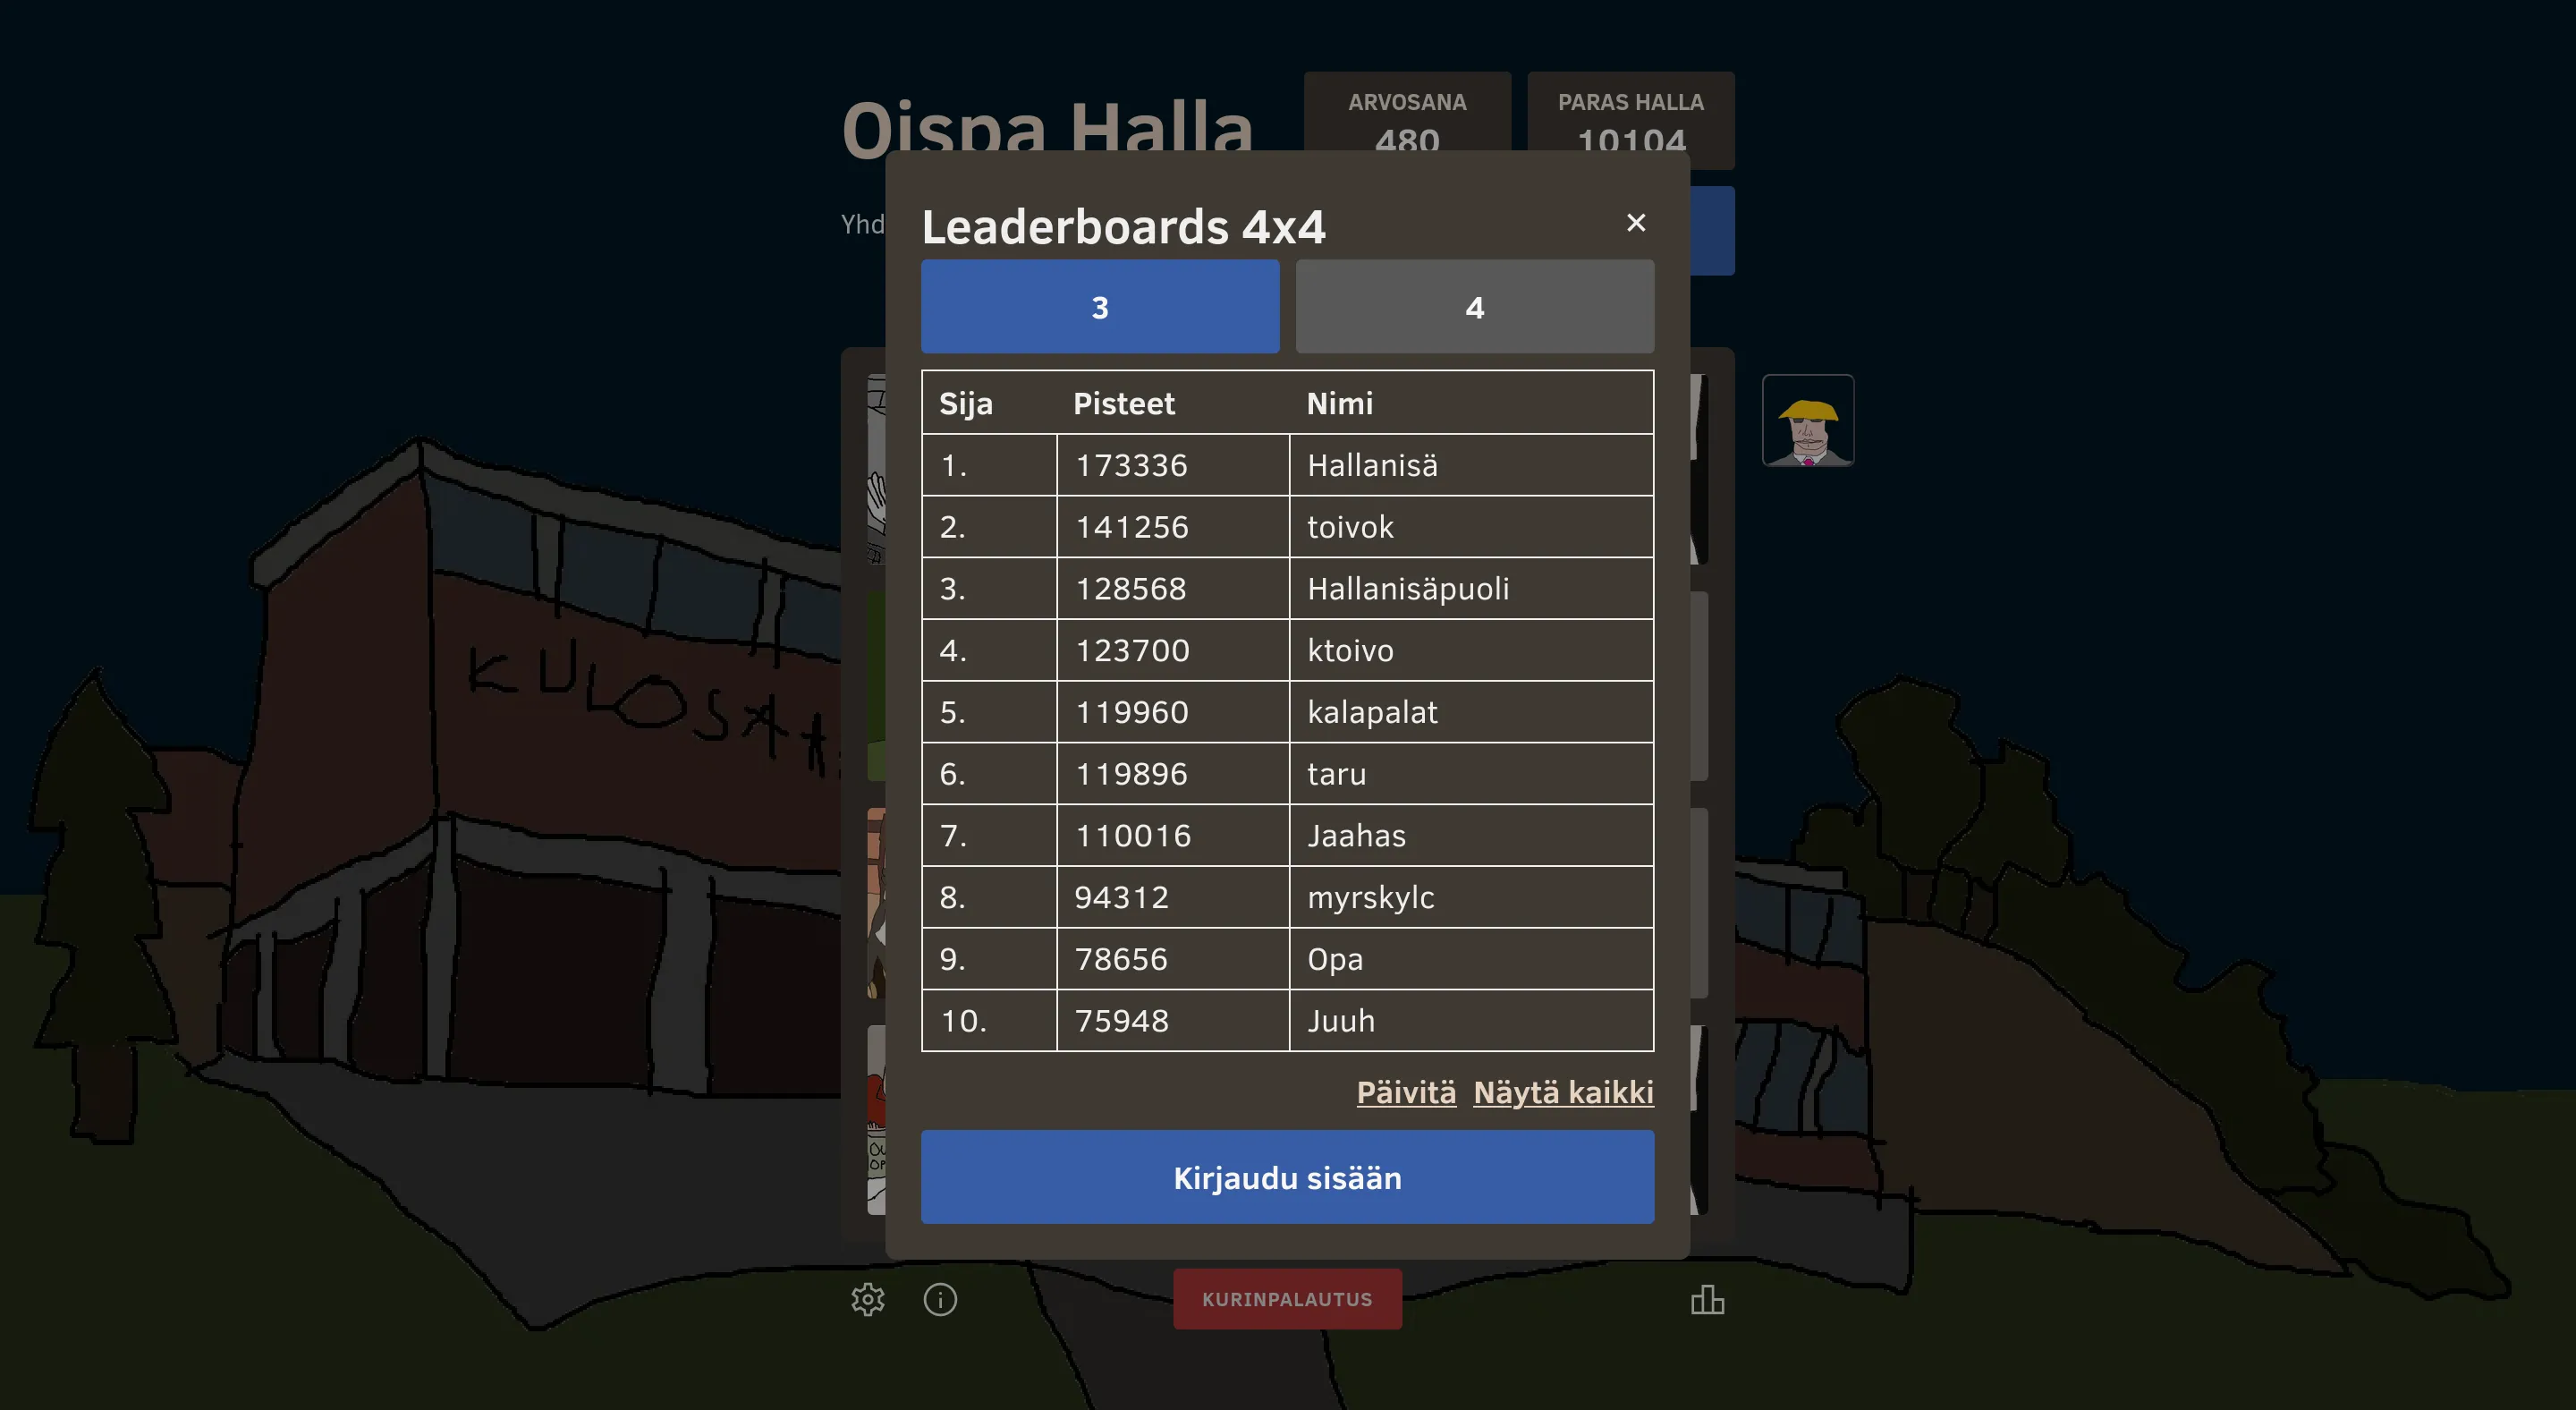 Oispa Halla
ARVOSANA
480
PARAS HALLA
10104
Yhd
Leaderboards 4x4
×
3
4
Sija Pisteet Nimi
1. 173336 Hallanisä
2. 141256 toivok
3. 128568 Hallanisäpuoli
4. 123700 ktoivo
5. 119960 kalapalat
6. 119896 taru
7. 110016 Jaahas
8. 94312 myrskylc
9. 78656 Opa
10. 75948 Juuh
Päivitä Näytä kaikki
Kirjaudu sisään
KULOSAA
KURINPALAUTUS